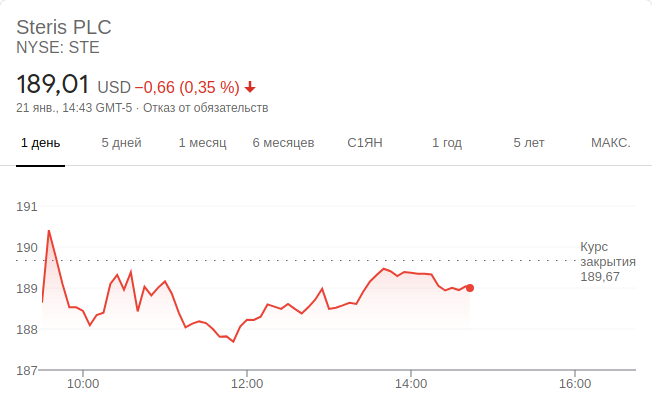 Steris PLC
NYSE: STE
189,01 USD −0,66 (0,35 %)
21 янв., 14:43 GMT-5 · Отказ от обязательств
1 день 5 дней 1 месяц 6 месяцев С1ЯН 1 год 5 лет МАКС.
191
190
189
188
187
Курс
закрытия
189,67
10:00 12:00 14:00 16:00